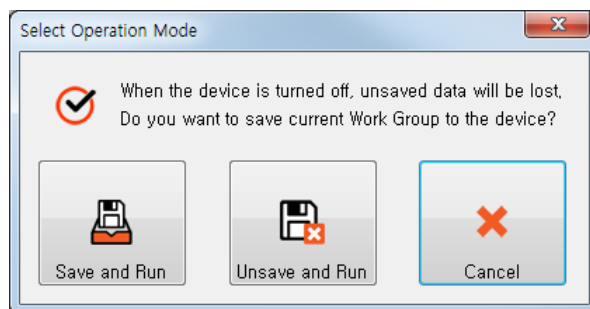 Select Operation Mode
When the device is turned off, unsaved data will be lost,
Do you want to save current Work Group to the device?
Save and Run
Unsave and Run
Cancel